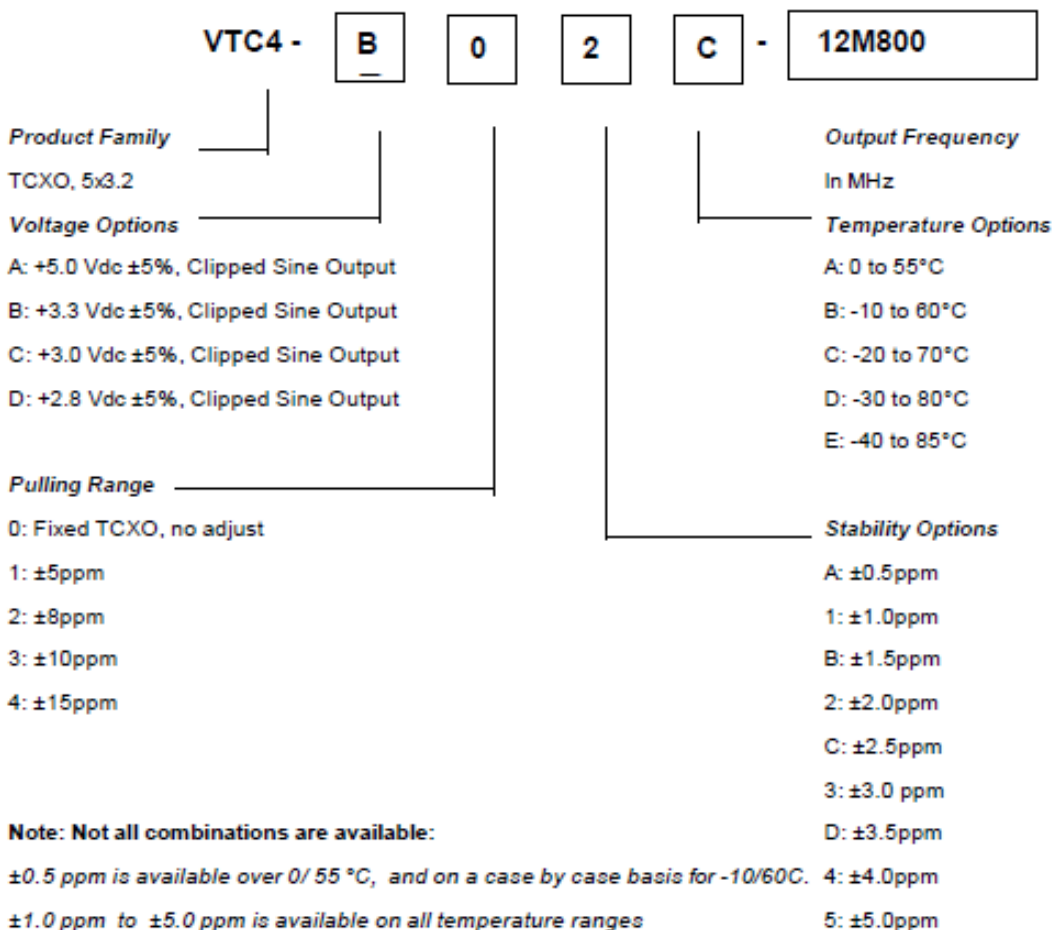 VTC4 - B 0 2 C - 12M800
Product Family
TCXO, 5x3.2
Voltage Options
A: +5.0 Vdc ±5%, Clipped Sine Output
B: +3.3 Vdc ±5%, Clipped Sine Output
C: +3.0 Vdc ±5%, Clipped Sine Output
D: +2.8 Vdc ±5%, Clipped Sine Output
Pulling Range
0: Fixed TCXO, no adjust
1: ±5ppm
2: ±8ppm
3: ±10ppm
4: ±15ppm
Output Frequency
In MHz
Temperature Options
A: 0 to 55°C
B: -10 to 60°C
C: -20 to 70°C
D: -30 to 80°C
E: -40 to 85°C
Stability Options
A: ±0.5ppm
1: ±1.0ppm
B: ±1.5ppm
2: ±2.0ppm
C: ±2.5ppm
3: ±3.0 ppm
D: ±3.5ppm
4: ±4.0ppm
5: ±5.0ppm
Note: Not all combinations are available:
±0.5 ppm is available over 0/ 55 °C, and on a case by case basis for -10/60C.
±1.0 ppm to ±5.0 ppm is available on all temperature ranges